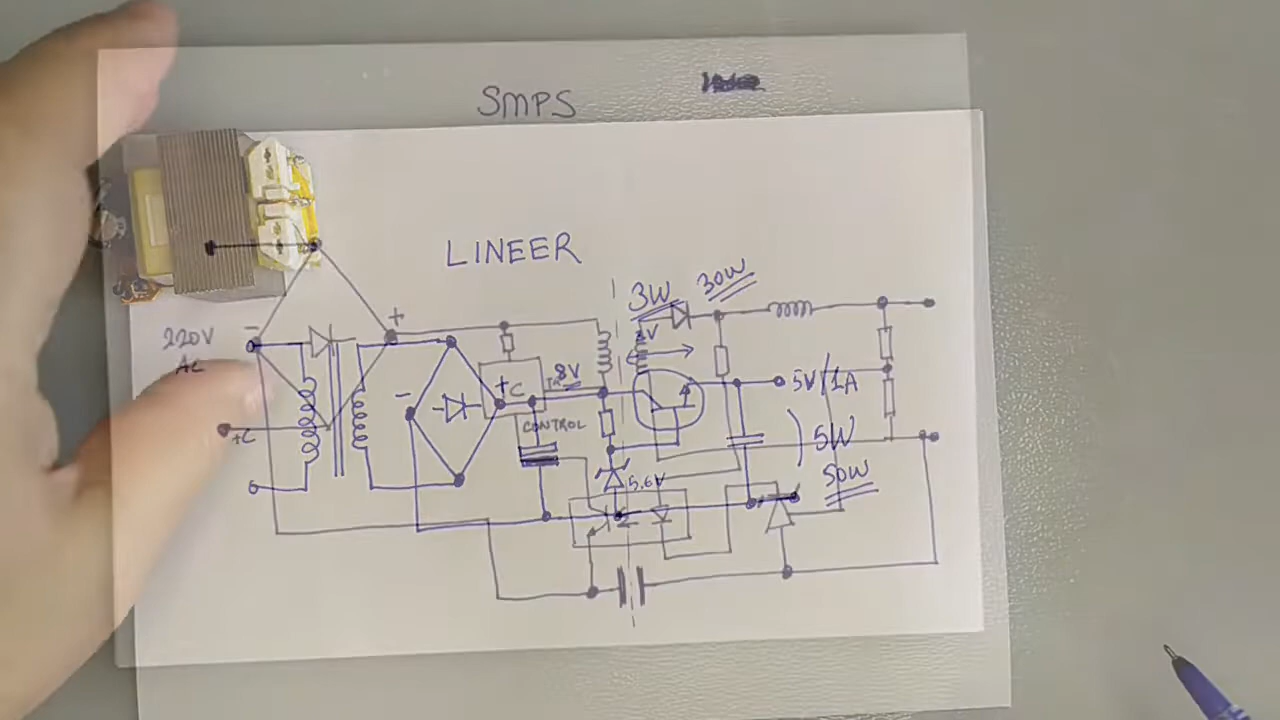 SMPS
LINEER
30W
3W
220V
AC
8V
5V/1A
+C
C
CONTROL
5W
50W
5.6V